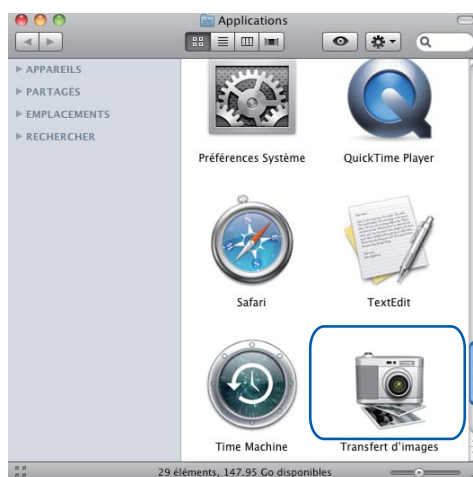 Applications
APPAREILS
PARTAGÉS
EMPLACEMENTS
RECHERCHER
Préférences Système
QuickTime Player
Safari
TextEdit
Time Machine
Transfert d'images
29 éléments, 147.95 Go disponibles